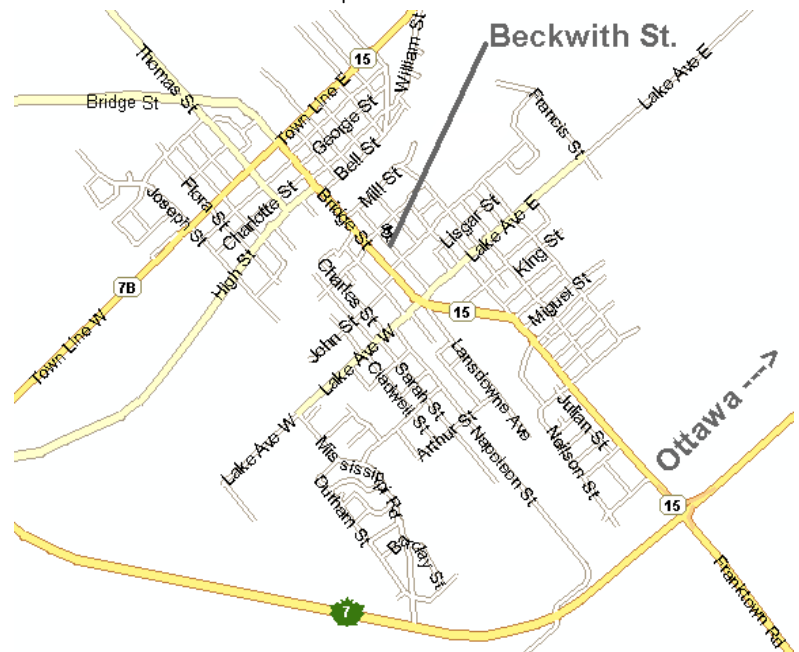 Beckwith St.
William St
15
Thomas St
Lake Ave E
Bridge St
Town Line E
George St
Francis St
Bell St
Mill St
Flora St
Joseph St
Charlotte St
Bridge St
Lisgar St
Lake Ave E
High St
King St
7B
Charles St
15
Miguel St
John St
Town Line W
Lake Ave W
Lansdowne Ave
Cladwell St
Sarah St
Ottawa --->
Julian St
Arthur St
Neilson St
Lake Ave W
Mississippi Rd
Napoleon St
Durham St
15
Franktown Rd
7